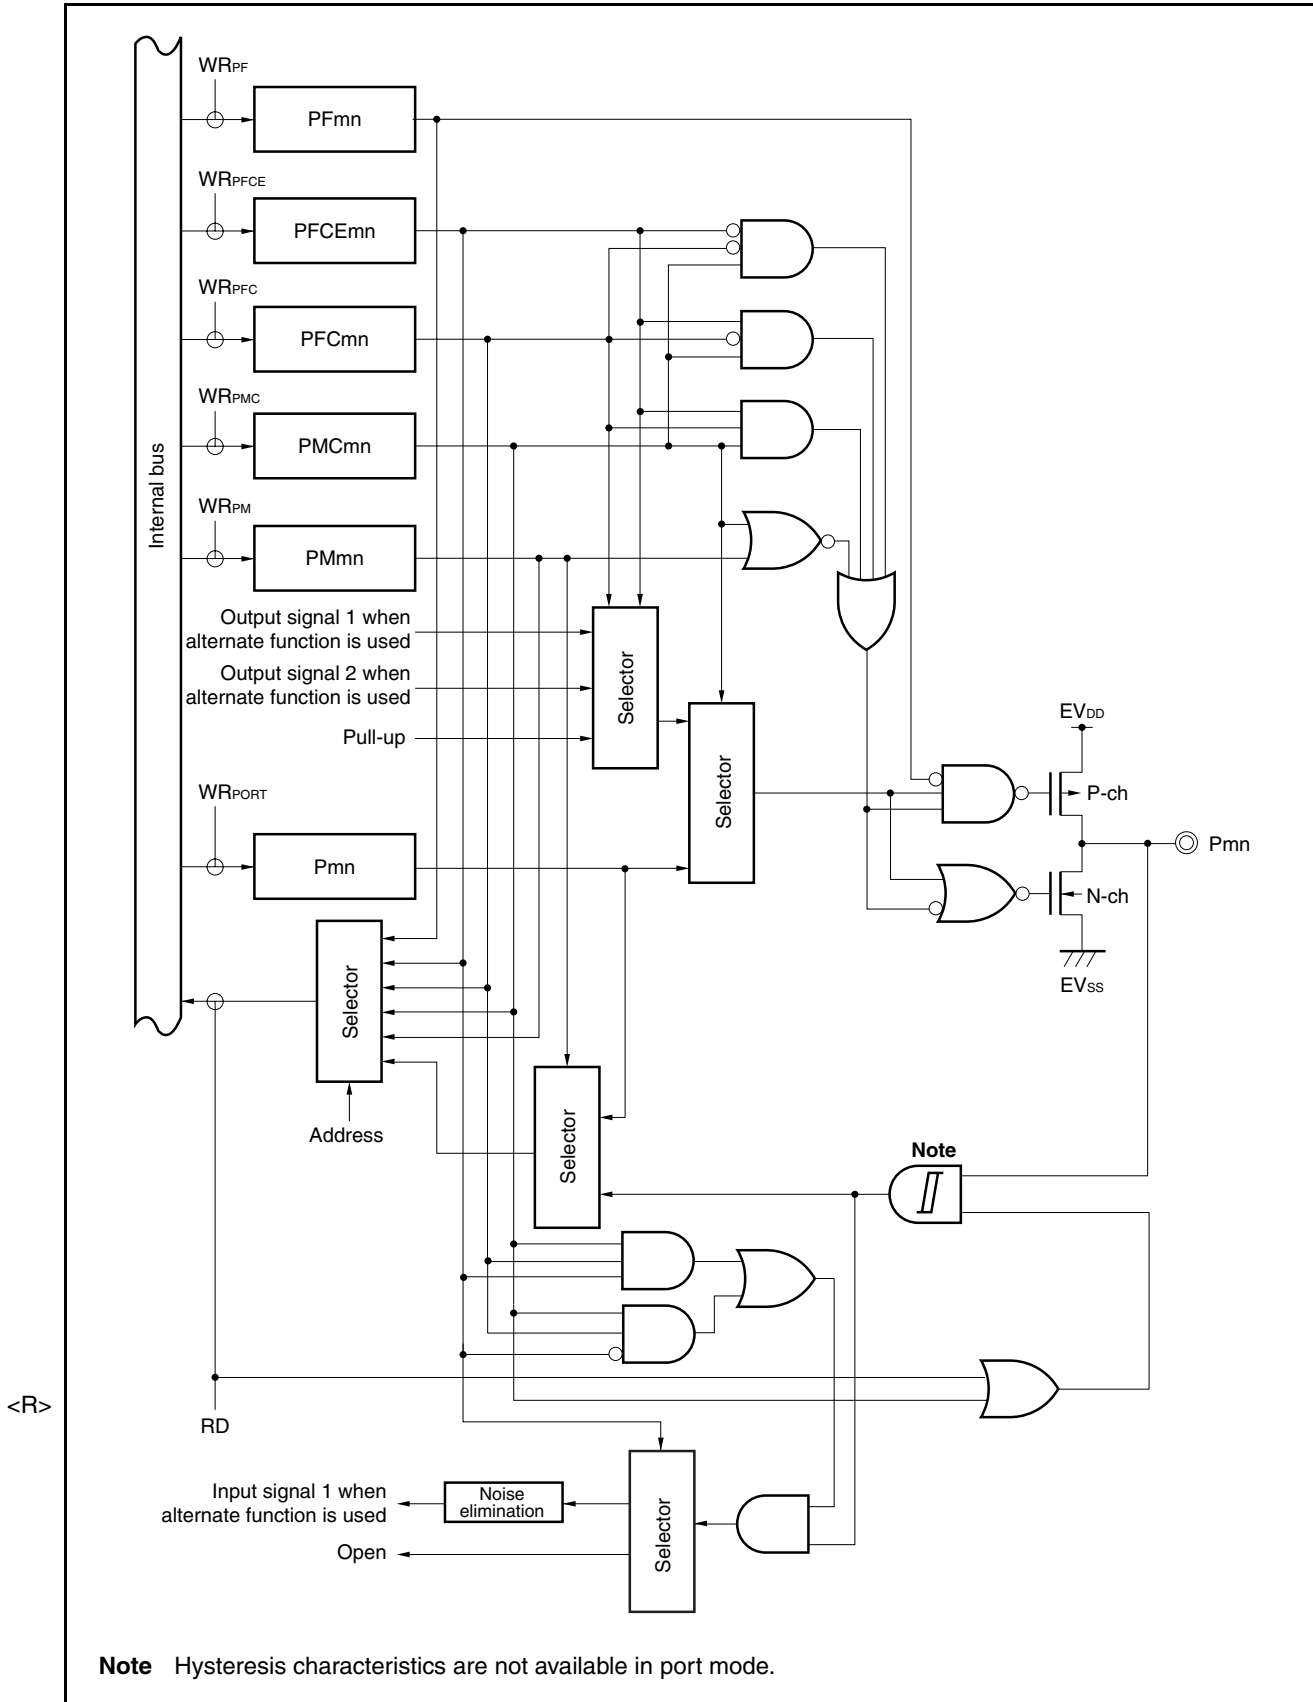 WRPF
PFmn
WRPFCE
PFCEmn
WRPFC
PFCmn
WRPMC
PMCmn
Internal bus
WRPM
PMmn
Output signal 1 when
alternate function is used
Output signal 2 when
alternate function is used
Pull-up
Selector
Selector
EVDD
P-ch
WRPORT
Pmn
Pmn
N-ch
EVSS
Selector
Address
Selector
Note
<R>
RD
Input signal 1 when
alternate function is used
Noise
elimination
Open
Selector
Note Hysteresis characteristics are not available in port mode.